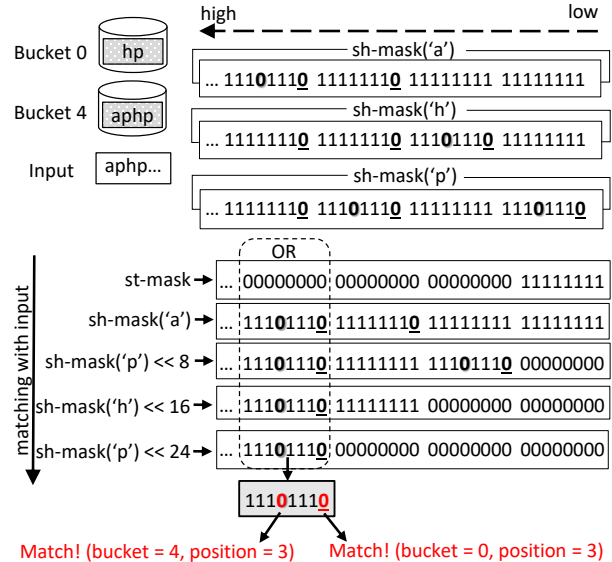 high low
Bucket 0 hp
sh-mask('a')
... 11101110 11111110 11111111 11111111
Bucket 4 aphp
sh-mask('h')
... 11111110 11111110 11101110 11111111
Input aphp...
sh-mask('p')
... 11111110 11101110 11111111 11101110
matching with input
OR
st-mask ... 00000000 00000000 00000000 11111111
sh-mask('a') ... 11101110 11111110 11111111 11111111
sh-mask('p') << 8 ... 11101110 11111111 11101110 00000000
sh-mask('h') << 16 ... 11101110 11111111 00000000 00000000
sh-mask('p') << 24 ... 11101110 00000000 00000000 00000000
11101110
Match! (bucket = 4, position = 3) Match! (bucket = 0, position = 3)